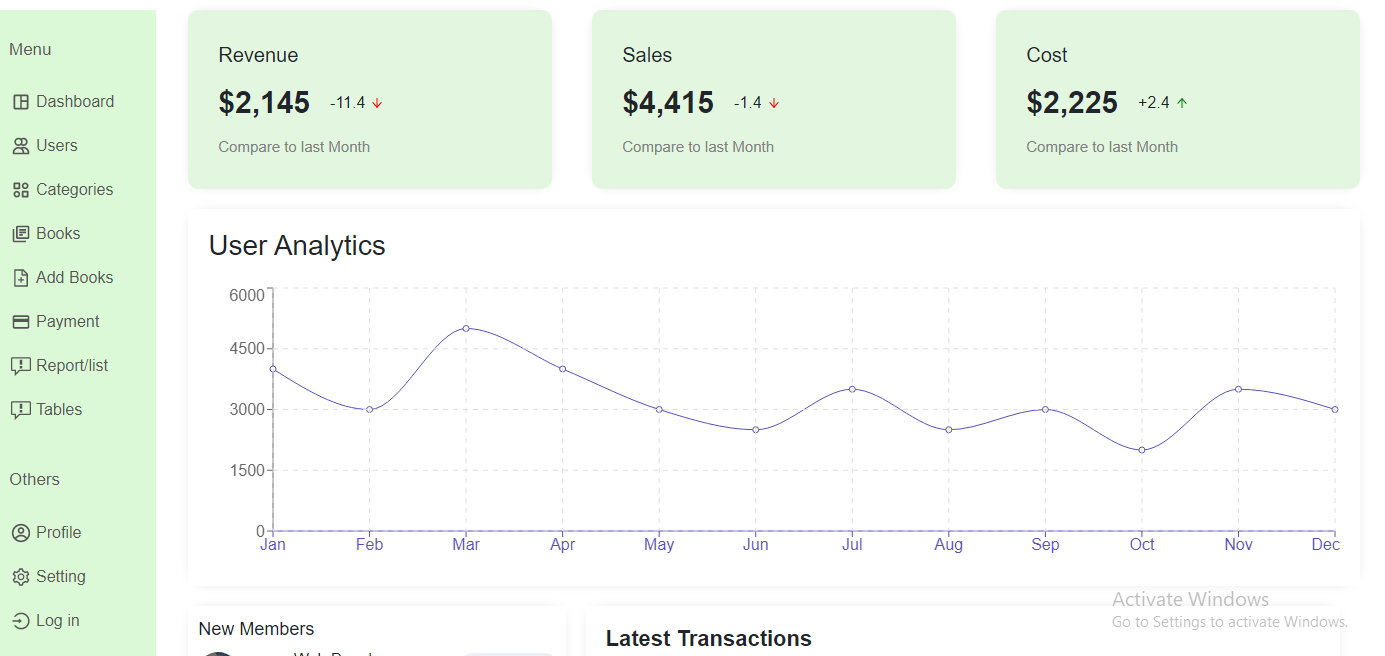 Menu
Dashboard
Users
Categories
Books
Add Books
Payment
Report/list
Tables
Others
Profile
Setting
Log in
Revenue
$2,145 -11.4
Compare to last Month
Sales
$4,415 -1.4
Compare to last Month
Cost
$2,225 +2.4
Compare to last Month
User Analytics
6000
4500
3000
1500
0
Jan Feb Mar Apr May Jun Jul Aug Sep Oct Nov Dec
New Members
Latest Transactions
Activate Windows
Go to Settings to activate Windows.